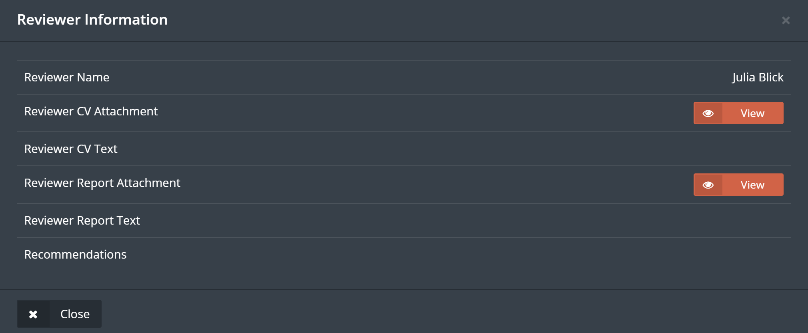 Reviewer Information
Reviewer Name Julia Blick
Reviewer CV Attachment View
Reviewer CV Text
Reviewer Report Attachment View
Reviewer Report Text
Recommendations
Close